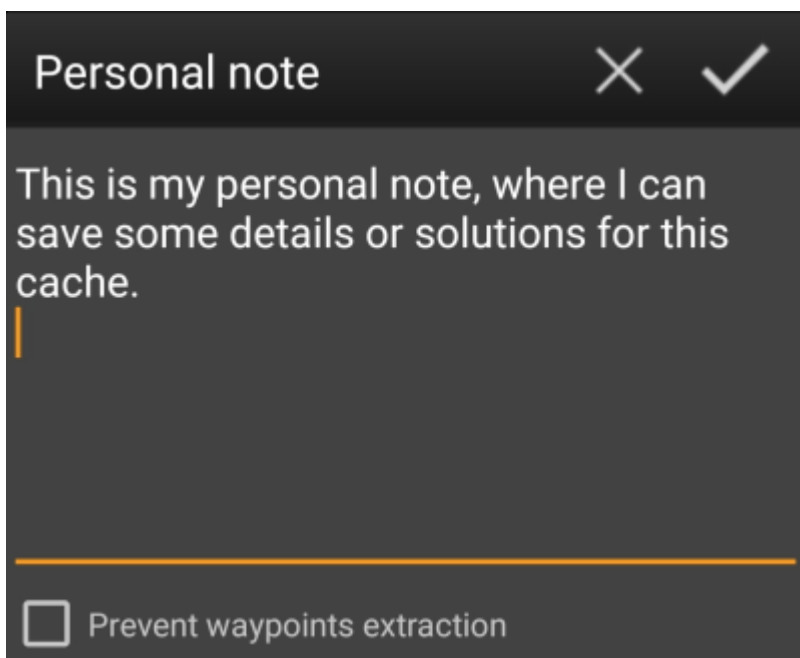 Personal note
This is my personal note, where I can
save some details or solutions for this
cache.
Prevent waypoints extraction